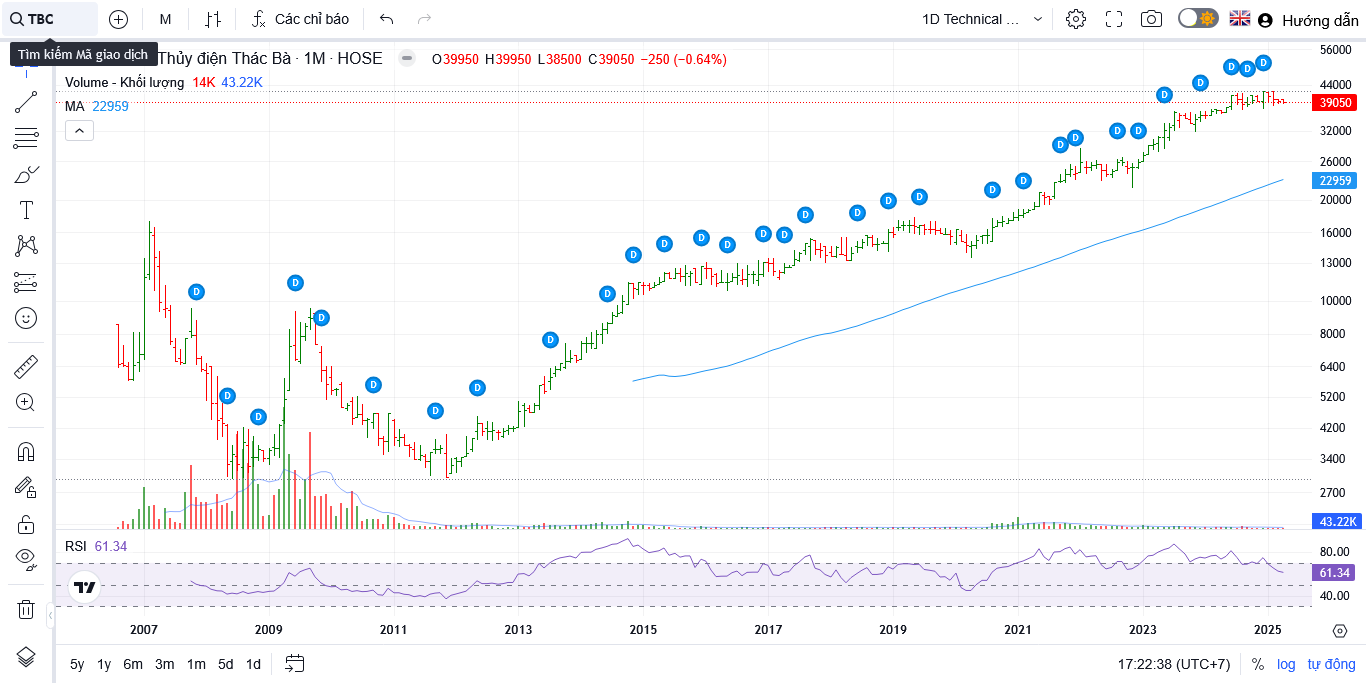 TBC
M
Các chỉ báo
1D Technical ...
Hướng dẫn
Tìm kiếm Mã giao dịch
Thủy điện Thác Bà · 1M · HOSE
O39950 H39950 L38500 C39050 −250 (−0.64%)
Volume - Khối lượng 14K 43.22K
MA 22959
56000
44000
39050
32000
26000
22959
20000
16000
13000
10000
8000
6400
5200
4200
3400
2700
43.22K
D D D D D D D D D D D D D D D D D D D D D D D D D D D D D D D D D
RSI 61.34
80.00
61.34
40.00
2007 2009 2011 2013 2015 2017 2019 2021 2023 2025
5y 1y 6m 3m 1m 5d 1d
17:22:38 (UTC+7) % log tự động